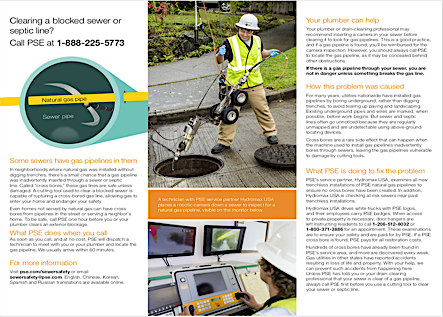 Clearing a blocked sewer or
septic line?
Call PSE at 1-888-225-5773
Natural gas pipe
Sewer pipe
Some sewers have gas pipelines in them
In neighborhoods where natural gas was installed without
digging trenches, there's a small chance that a gas pipeline
was inadvertently inserted through a sewer or septic
line. Called "cross bores," these gas lines are safe unless
damaged. A cutting tool used to clear a blocked sewer is
capable of rupturing a cross-bored gas line, allowing gas to
enter your home and endanger your safety.
Even homes not served by natural gas can have cross
bores from pipelines in the street or serving a neighbor's
home. To be safe, call PSE one hour before you or your
plumber clears an exterior blockage.
What PSE does when you call
As soon as you call, and at no cost, PSE will dispatch a
technician to meet with you or your plumber and locate the
gas pipeline. We usually arrive within 60 minutes.
For more information
Visit pse.com/sewersafety or email
sewersafety@pse.com. English, Chinese, Korean,
Spanish and Russian translations are available online.
A technician with PSE service partner Hydromax USA
places a robotic camera down a sewer to inspect for a
natural gas pipeline, visible on the monitor below.
Your plumber can help
Your plumber or drain-clearing professional may
recommend inserting a camera in your sewer before
clearing it to look for gas pipelines. This is a good practice,
and if a gas pipeline is found, you'll be reimbursed for the
camera inspection. However, you should always call PSE
to locate the gas pipeline, as it may be concealed behind
other obstructions.
If there is a gas pipeline through your sewer, you are
not in danger unless something breaks the gas line.
How this problem was caused
For many years, utilities nationwide have installed gas
pipelines by boring underground, rather than digging
trenches, to avoid tearing up paving and landscaping.
Existing underground pipes and wires are marked, when
possible, before work begins. But sewer and septic
lines often go unnoticed because they are regularly
unmapped and are undetectable using above-ground
locating devices.
Cross bores are a rare side effect that can happen when
the machine used to install gas pipelines inadvertently bores
through sewers, leaving the gas pipelines vulnerable
to damage by cutting tools.
What PSE is doing to fix the problem
PSE's service partner, Hydromax USA, examines all new
trenchless installations of PSE natural gas pipelines to
ensure no cross bores have been created. In addition,
Hydromax USA is checking at-risk sewers near past
trenchless installations.
Hydromax USA drives white trucks with PSE logos,
and their employees carry PSE badges. When access
to private property is necessary, door hangers are
left instructing residents to call
for an appointment. These examinations
are to ensure your safety and are paid for by PSE. If a PSE
cross bore is found, PSE pays for all restoration costs.
Hundreds of cross bores have already been found in
PSE's service area, and more are discovered every week.
Gas utilities in other states have reported accidents
resulting in loss of life and property. With your help, we
can prevent such accidents from happening here.
Unless PSE has told you or your drain-clearing
professional that your sewer is clear of a gas pipeline,
always call PSE first before you use a cutting tool to clear
your sewer or septic line.